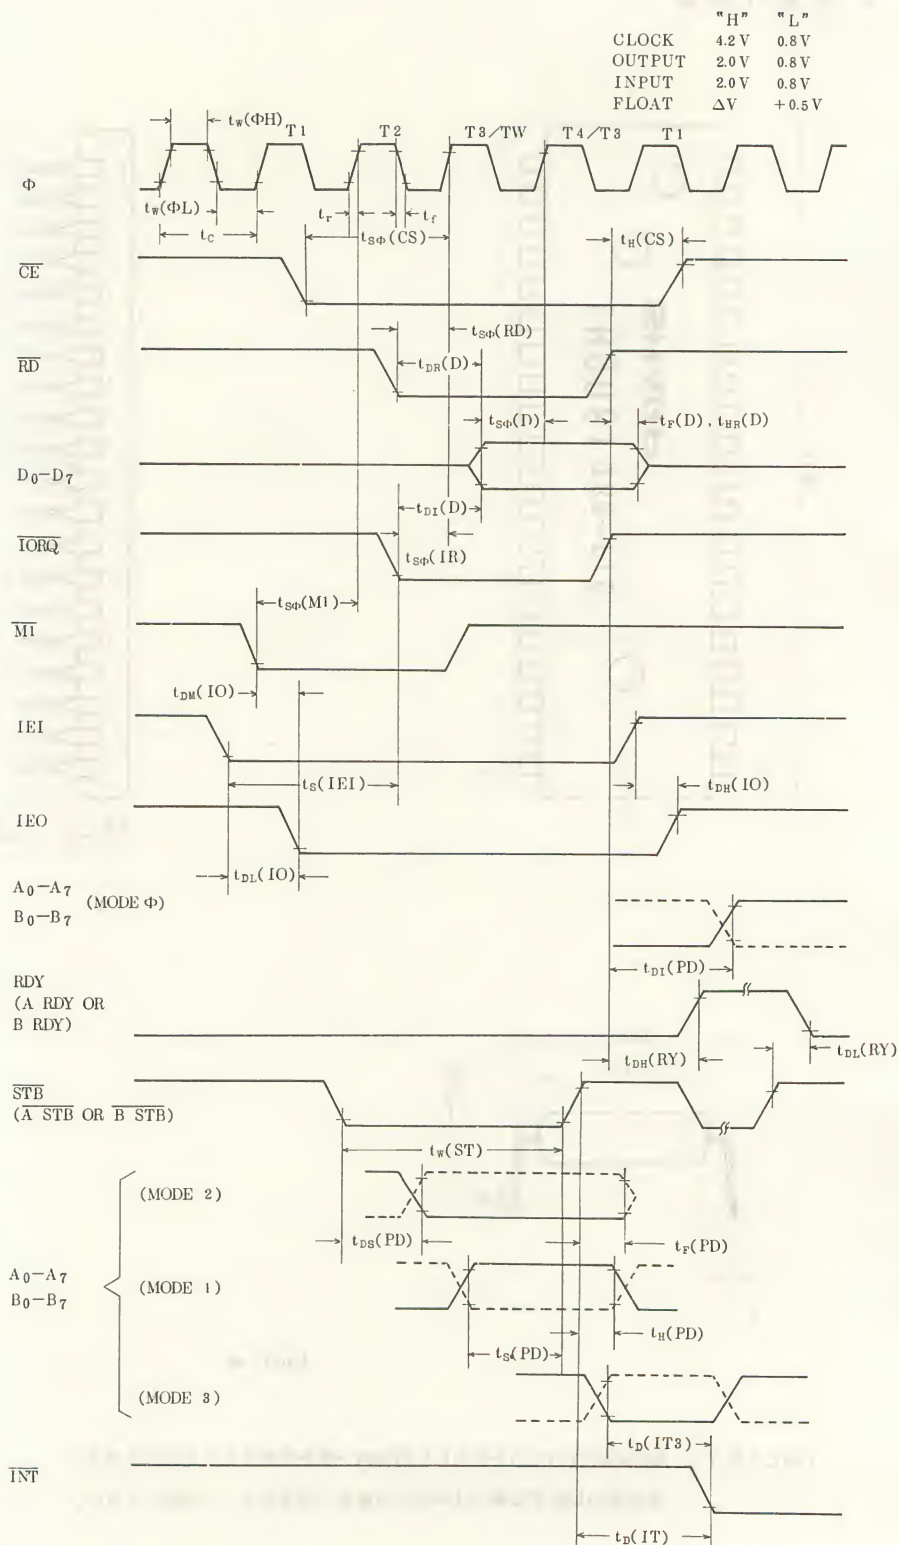 "H" "L"
CLOCK 4.2 V 0.8 V
OUTPUT 2.0 V 0.8 V
INPUT 2.0 V 0.8 V
FLOAT ΔV +0.5 V
tW(ΦH) T1 T2 T3/TW T4/T3 T1
Φ
tW(ΦL) tr tf
tC tSΦ(CS) tH(CS)
CE
tSΦ(RD)
RD
tDR(D)
tSΦ(D) tF(D), tHR(D)
D0—D7
tDI(D)
IORQ
tSΦ(IR)
tSΦ(M1)
M1
tDM(IO)
IEI
tS(IEI) tDH(IO)
IEO
tDL(IO)
A0—A7
(MODE Φ)
B0—B7
tDI(PD)
RDY
(A RDY OR
B RDY)
tDH(RY) tDL(RY)
STB
(A STB OR B STB)
tW(ST)
(MODE 2)
tDS(PD) tF(PD)
A0—A7
B0—B7
(MODE 1)
tH(PD)
tS(PD)
(MODE 3)
tD(IT3)
INT
tD(IT)